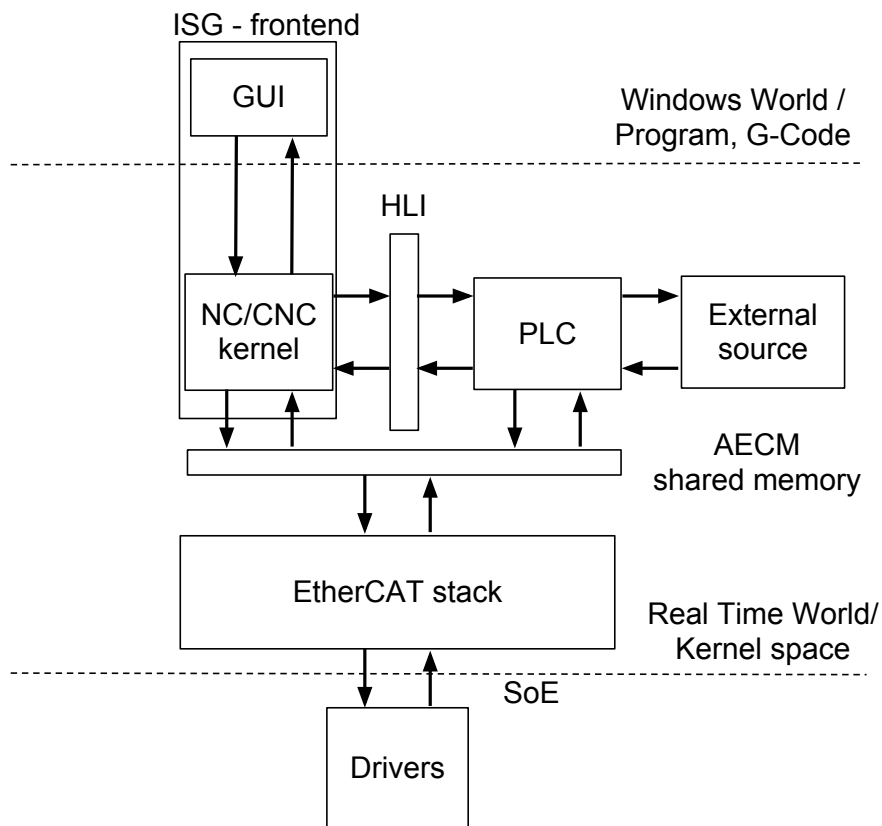 ISG - frontend
GUI
Windows World /
Program, G-Code
HLI
NC/CNC
kernel
PLC
External
source
AECM
shared memory
EtherCAT stack
Real Time World/
Kernel space
SoE
Drivers